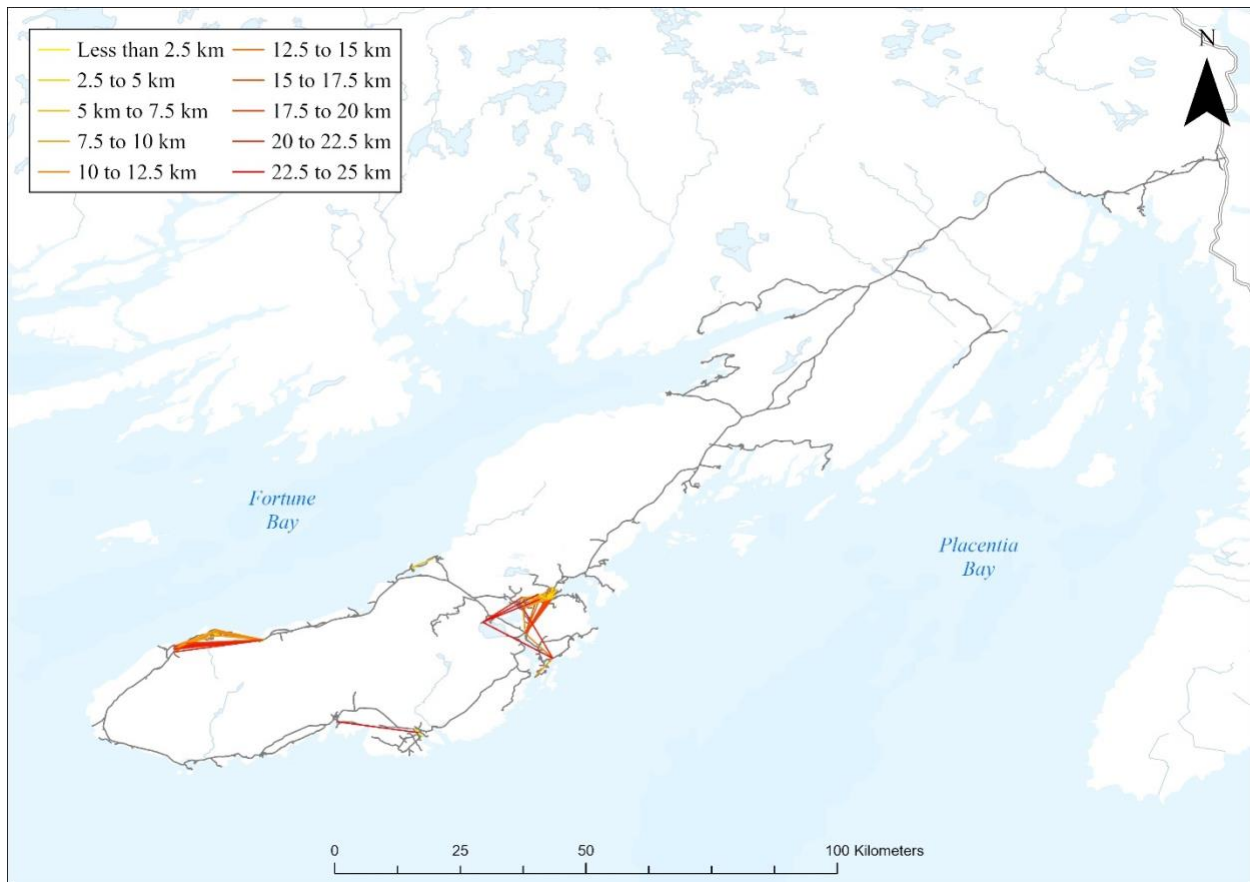 Less than 2.5 km
2.5 to 5 km
5 km to 7.5 km
7.5 to 10 km
10 to 12.5 km
12.5 to 15 km
15 to 17.5 km
17.5 to 20 km
20 to 22.5 km
22.5 to 25 km
N
Fortune
Bay
Placentia
Bay
0 25 50 100 Kilometers